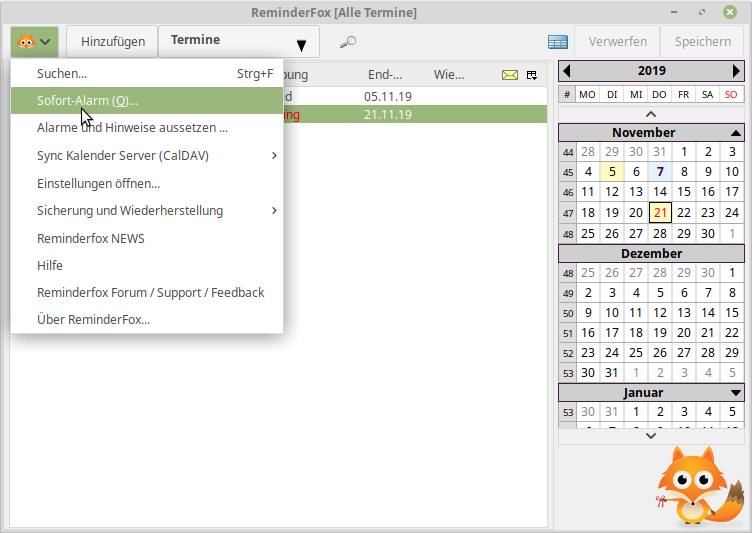 ReminderFox [Alle Termine]
Hinzufügen
Termine
Verwerfen
Speichern
Suchen... Strg+F
Sofort-Alarm (Q)...
Alarme und Hinweise aussetzen ...
Sync Kalender Server (CalDAV)
Einstellungen öffnen...
Sicherung und Wiederherstellung
Reminderfox NEWS
Hilfe
Reminderfox Forum / Support / Feedback
Über ReminderFox...
bung End-... Wie...
d 05.11.19
ing 21.11.19
2019
# MO DI MI DO FR SA SO
November
44 28 29 30 31 1 2 3
45 4 5 6 7 8 9 10
46 11 12 13 14 15 16 17
47 18 19 20 21 22 23 24
48 25 26 27 28 29 30 1
Dezember
48 25 26 27 28 29 30 1
49 2 3 4 5 6 7 8
50 9 10 11 12 13 14 15
51 16 17 18 19 20 21 22
52 23 24 25 26 27 28 29
53 30 31 1 2 3 4 5
Januar
53 30 31 1 2 3 4 5